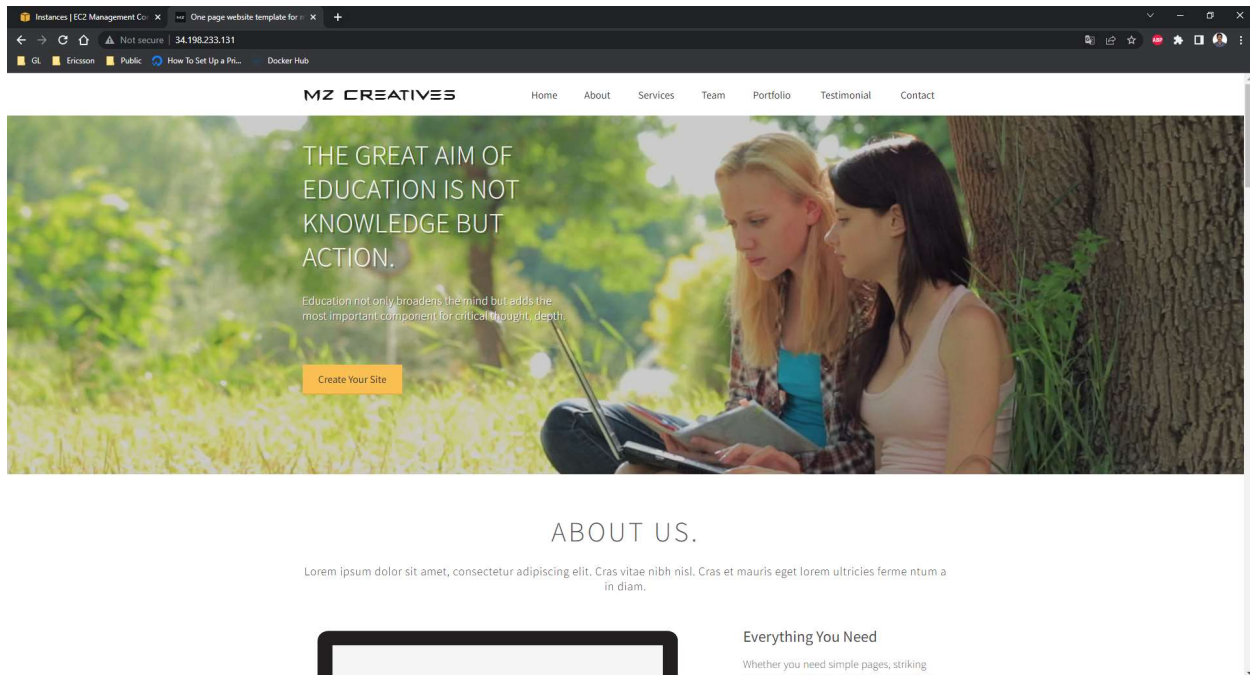 Instances | EC2 Management Con
One page website template for m
Not secure | 34.198.233.131
GL Ericsson Public How To Set Up a Pri... Docker Hub
MZ CREATIVES Home About Services Team Portfolio Testimonial Contact
THE GREAT AIM OF
EDUCATION IS NOT
KNOWLEDGE BUT
ACTION.
Education not only broadens the mind but adds the
most important component for critical thought, depth.
Create Your Site
ABOUT US.
Lorem ipsum dolor sit amet, consectetur adipiscing elit. Cras vitae nibh nisl. Cras et mauris eget lorem ultricies ferme ntum a
in diam.
Everything You Need
Whether you need simple pages, striking